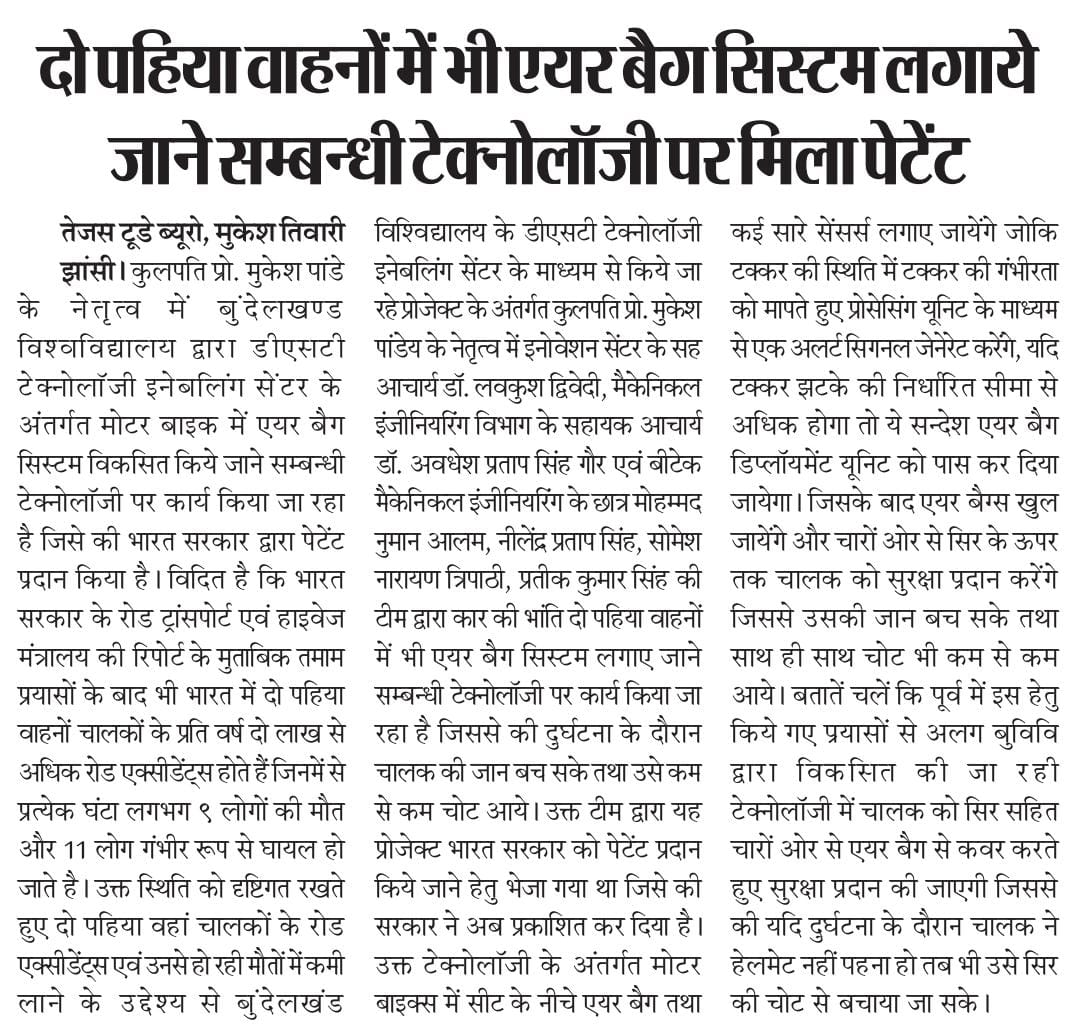 दो पहिया वाहनों में भी एयर बैग सिस्टम लगाये
जाने सम्बन्धी टेक्नोलॉजी पर मिला पेटेंट
तेजस टूडे ब्यूरो, मुकेश तिवारी
झांसी। कुलपति प्रो. मुकेश पांडे
के नेतृत्व में बुंदेलखण्ड
विश्वविद्यालय द्वारा डीएसटी
टेक्नोलॉजी इनेबलिंग सेंटर के
अंतर्गत मोटर बाइक में एयर बैग
सिस्टम विकसित किये जाने सम्बन्धी
टेक्नोलॉजी पर कार्य किया जा रहा
है जिसे की भारत सरकार द्वारा पेटेंट
प्रदान किया है। विदित है कि भारत
सरकार के रोड ट्रांसपोर्ट एवं हाइवेज
मंत्रालय की रिपोर्ट के मुताबिक तमाम
प्रयासों के बाद भी भारत में दो पहिया
वाहनों चालकों के प्रति वर्ष दो लाख से
अधिक रोड एक्सीडेंट्स होते हैं जिनमें से
प्रत्येक घंटा लगभग ९ लोगों की मौत
और 11 लोग गंभीर रूप से घायल हो
जाते है। उक्त स्थिति को दृष्टिगत रखते
हुए दो पहिया वहां चालकों के रोड
एक्सीडेंट्स एवं उनसे हो रही मौतों में कमी
लाने के उद्देश्य से बुंदेलखंड
विश्विद्यालय के डीएसटी टेक्नोलॉजी
इनेबलिंग सेंटर के माध्यम से किये जा
रहे प्रोजेक्ट के अंतर्गत कुलपति प्रो. मुकेश
पांडेय के नेतृत्व में इनोवेशन सेंटर के सह
आचार्य डॉ. लवकुश द्विवेदी, मैकेनिकल
इंजीनियरिंग विभाग के सहायक आचार्य
डॉ. अवधेश प्रताप सिंह गौर एवं बीटेक
मैकेनिकल इंजीनियरिंग के छात्र मोहम्मद
नुमान आलम, नीलेंद्र प्रताप सिंह, सोमेश
नारायण त्रिपाठी, प्रतीक कुमार सिंह की
टीम द्वारा कार की भांति दो पहिया वाहनों
में भी एयर बैग सिस्टम लगाए जाने
सम्बन्धी टेक्नोलॉजी पर कार्य किया जा
रहा है जिससे की दुर्घटना के दौरान
चालक की जान बच सके तथा उसे कम
से कम चोट आये। उक्त टीम द्वारा यह
प्रोजेक्ट भारत सरकार को पेटेंट प्रदान
किये जाने हेतु भेजा गया था जिसे की
सरकार ने अब प्रकाशित कर दिया है।
उक्त टेक्नोलॉजी के अंतर्गत मोटर
बाइक्स में सीट के नीचे एयर बैग तथा
कई सारे सेंसर्स लगाए जायेंगे जोकि
टक्कर की स्थिति में टक्कर की गंभीरता
को मापते हुए प्रोसेसिंग यूनिट के माध्यम
से एक अलर्ट सिगनल जेनेरेट करेंगे, यदि
टक्कर झटके की निर्धारित सीमा से
अधिक होगा तो ये सन्देश एयर बैग
डिप्लॉयमेंट यूनिट को पास कर दिया
जायेगा। जिसके बाद एयर बैग्स खुल
जायेंगे और चारों ओर से सिर के ऊपर
तक चालक को सुरक्षा प्रदान करेंगे
जिससे उसकी जान बच सके तथा
साथ ही साथ चोट भी कम से कम
आये। बतातें चलें कि पूर्व में इस हेतु
किये गए प्रयासों से अलग बुविवि
द्वारा विकसित की जा रही
टेक्नोलॉजी में चालक को सिर सहित
चारों ओर से एयर बैग से कवर करते
हुए सुरक्षा प्रदान की जाएगी जिससे
की यदि दुर्घटना के दौरान चालक ने
हेलमेट नहीं पहना हो तब भी उसे सिर
की चोट से बचाया जा सके।